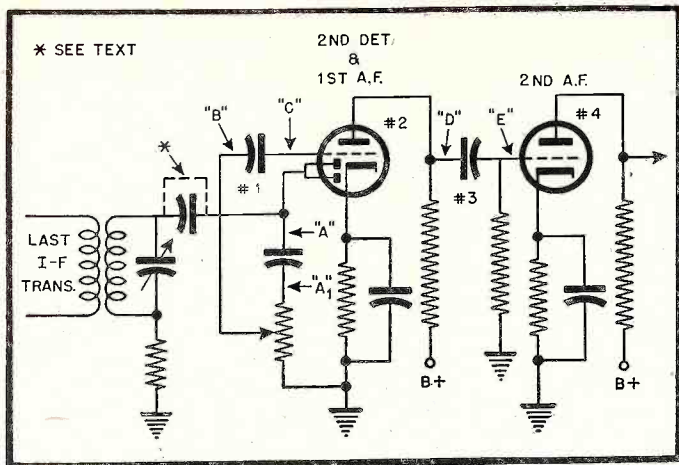 * SEE TEXT
2ND DET.
&
1ST A.F.
2ND A.F.
"B"
"C"
#2
"D"
"E"
#4
*
#1
#3
LAST
I-F
TRANS.
"A"
"A1"
B+
B+